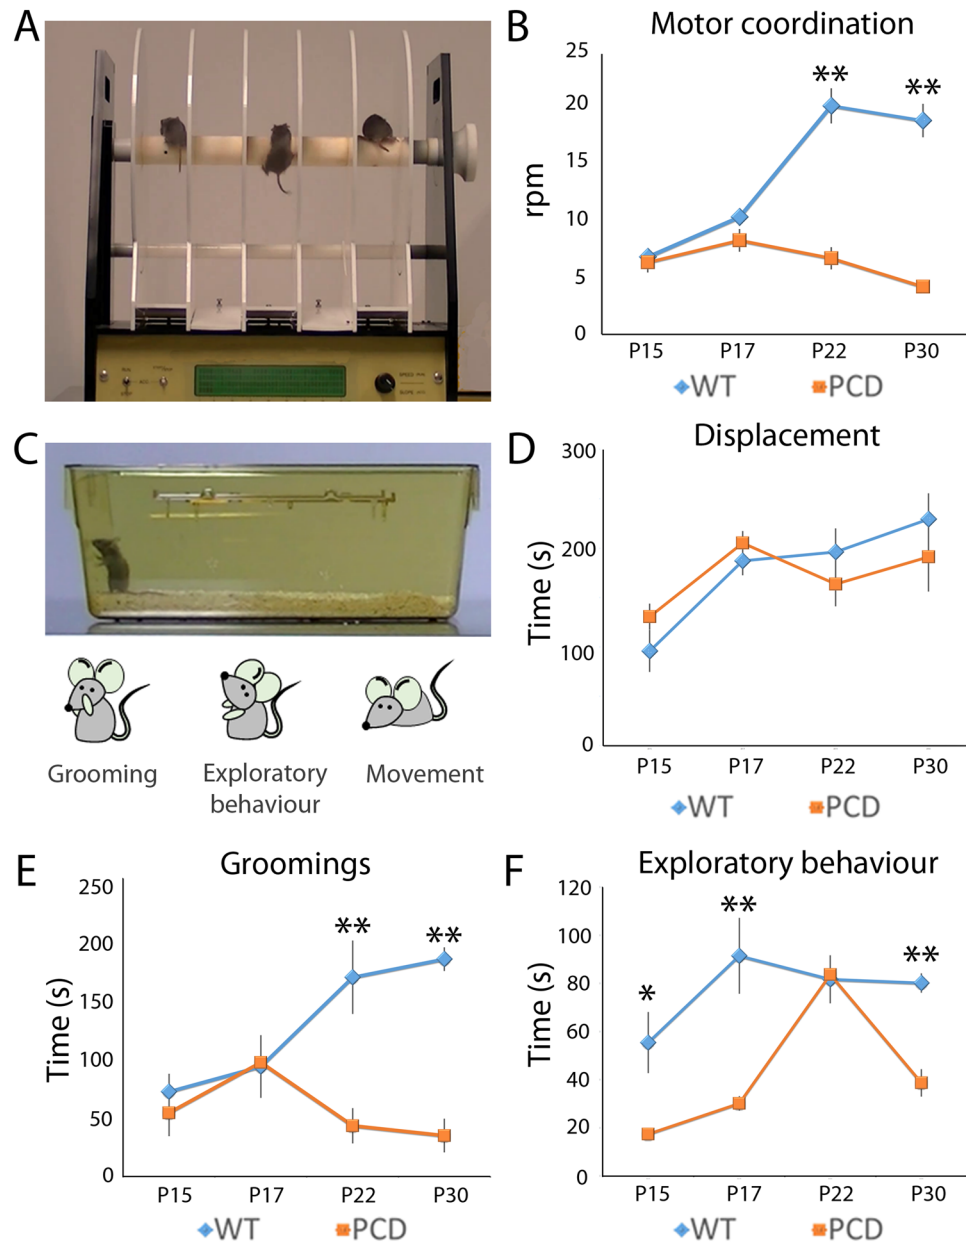 A
B
Motor coordination
**
**
rpm
25
20
15
10
5
0
P15 P17 P22 P30
WT PCD
C
Grooming
Exploratory
behaviour
Movement
D
Displacement
Time (s)
300
200
100
0
P15 P17 P22 P30
WT PCD
E
Groomings
**
**
Time (s)
250
200
150
100
50
0
P15 P17 P22 P30
WT PCD
F
Exploratory behaviour
*
**
**
Time (s)
120
100
80
60
40
20
0
P15 P17 P22 P30
WT PCD